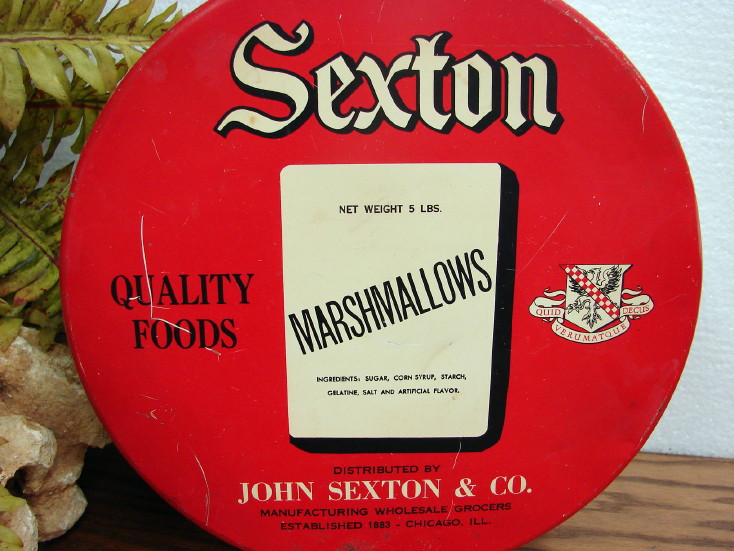 Sexton
NET WEIGHT 5 LBS.
MARSHMALLOWS
INGREDIENTS: SUGAR, CORN SYRUP, STARCH,
GELATINE, SALT AND ARTIFICIAL FLAVOR.
QUALITY
FOODS
QUID VERUMATQUE DECUS
DISTRIBUTED BY
JOHN SEXTON & CO.
MANUFACTURING WHOLESALE GROCERS
ESTABLISHED 1883 - CHICAGO, ILL.